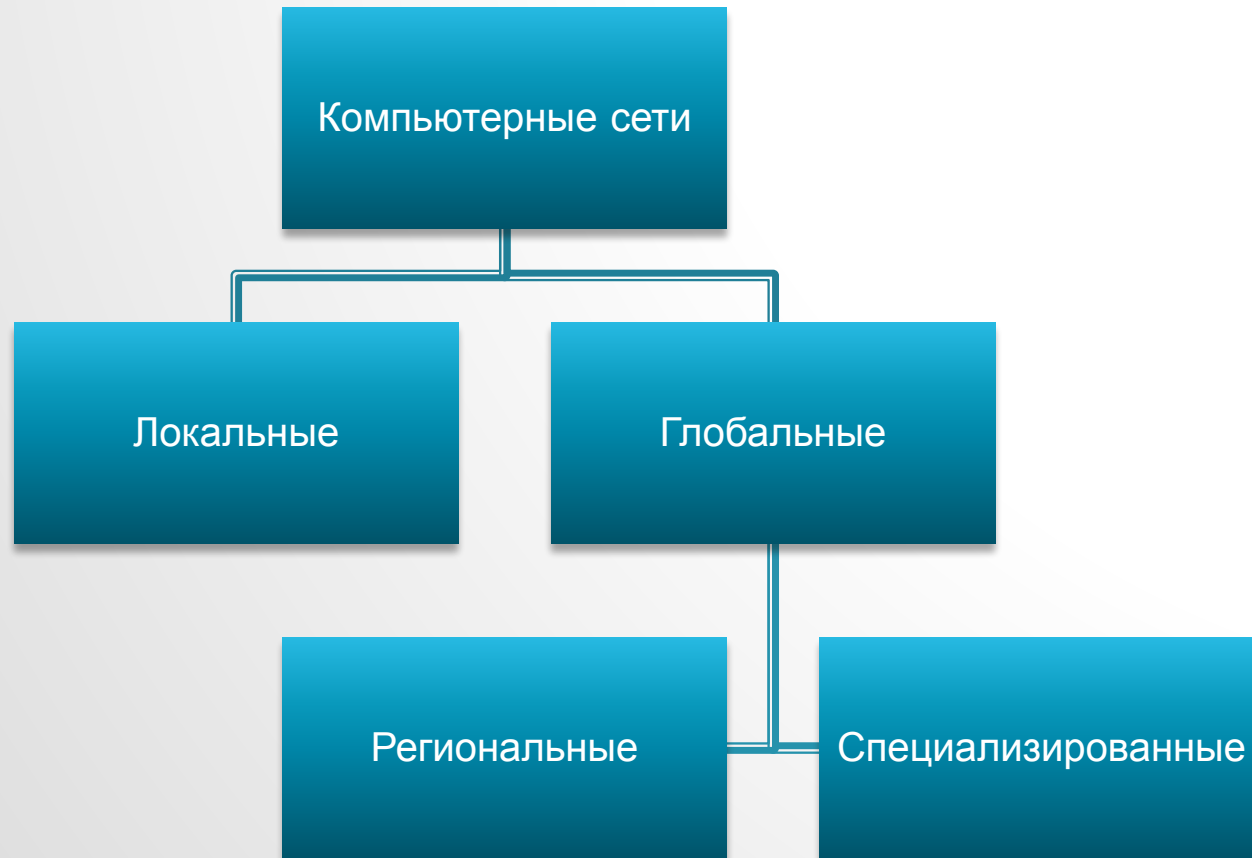 Компьютерные сети
Локальные
Глобальные
Региональные
Специализированные